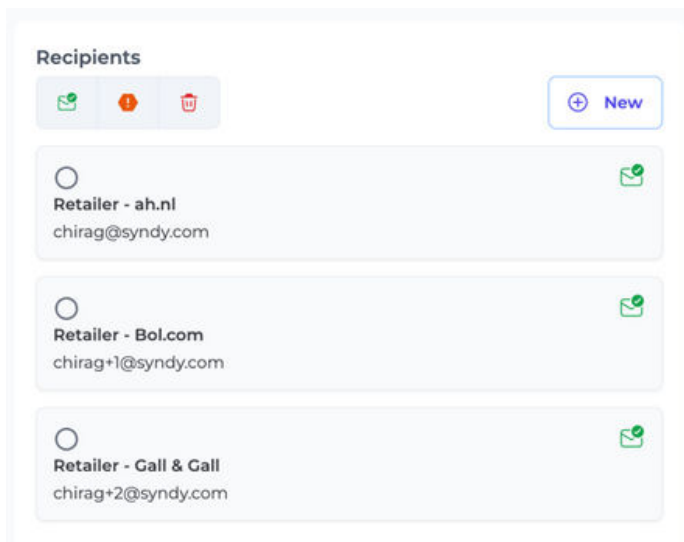 Recipients
New
Retailer - ah.nl
chirag@syndy.com
Retailer - Bol.com
chirag+1@syndy.com
Retailer - Gall & Gall
chirag+2@syndy.com